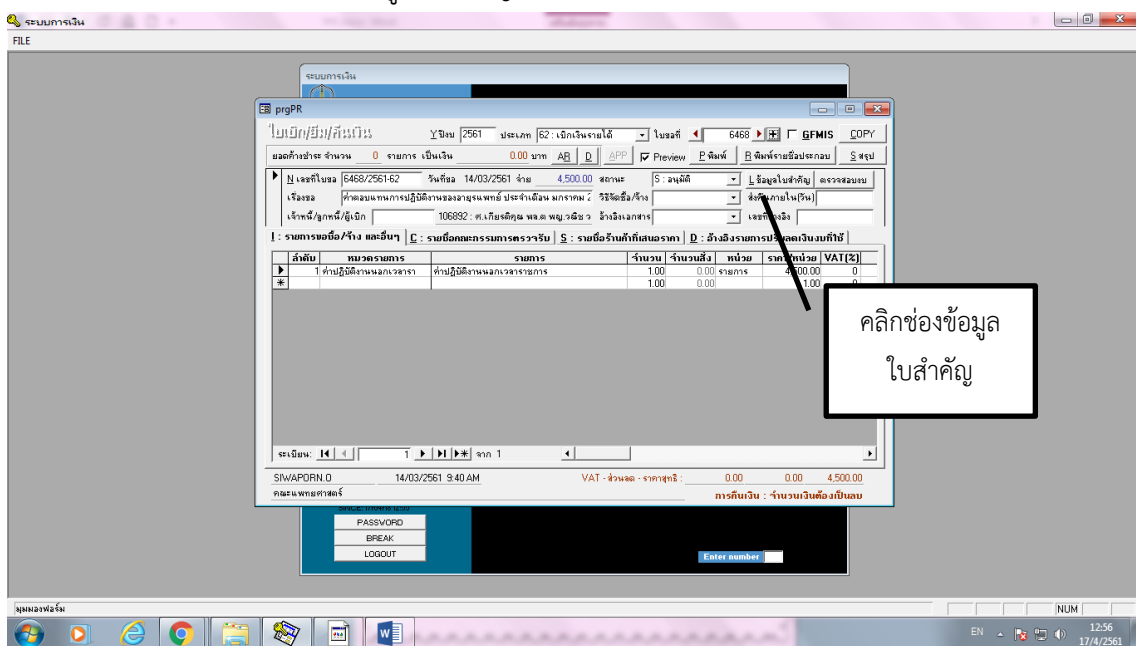 ระบบการเงิน
FILE
ระบบการเงิน
prgPR
ใบเบิก/ยืม/คืนเงิน Yปีงบ 2561 ประเภท 62 : เบิกเงินรายได้ ใบขอที่ 6468 GFMIS COPY
ยอดค้างชำระ จำนวน 0 รายการ เป็นเงิน 0.00 บาท AB D APP Preview P พิมพ์ R พิมพ์รายชื่อประกอบ S สรุป
N เลขที่ใบขอ 6468/2561-62 วันที่ขอ 14/03/2561 จ่าย 4,500.00 สถานะ S : อนุมัติ L ข้อมูลใบสำคัญ ตรวจสอบงบ
เรื่องขอ ค่าตอบแทนการปฏิบัติงานของอายุรแพทย์ ประจำเดือน มกราคม วิธีจัดซื้อ/จ้าง ส่งคืนภายใน(วัน)
เจ้าหนี้/ลูกหนี้/ผู้เบิก 106892 : ศ.เกียรติคุณ พล.ต พญ.วณิช ว อ้างอิงเอกสาร
I : รายการขอซื้อ/จ้าง และอื่นๆ C : รายชื่อคณะกรรมการตรวจรับ S : รายชื่อร้านค้าที่เสนอราคา D : อ้างอิงรายการปรับลดเงินงบที่ใช้
ลำดับ หมวดรายการ รายการ จำนวน จำนวนสั่ง หน่วย ราคา/หน่วย VAT(%)
1 ค่าปฏิบัติงานนอกเวลารา ค่าปฏิบัติงานนอกเวลาราชการ 1.00 0.00 รายการ 4,500.00 0
1.00 0.00 1.00 0
คลิกช่องข้อมูล
ใบสำคัญ
ระเบียน: 1 จาก 1
SIWAPORN.O 14/03/2561 9:40 AM VAT - ส่วนลด - ราคาสุทธิ : 0.00 0.00 4,500.00
คณะแพทยศาสตร์ การคืนเงิน : จำนวนเงินต้องเป็นลบ
PASSWORD
BREAK
LOGOUT
Enter number
มุมมองฟอร์ม NUM
EN 12:56
17/4/2561